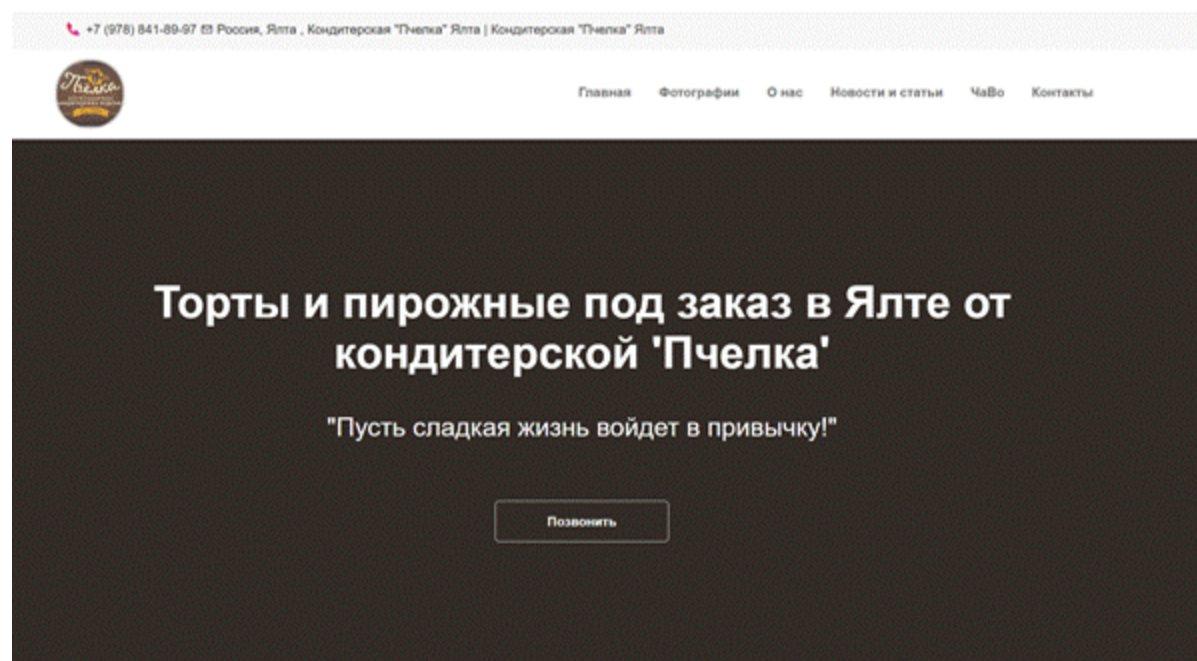 +7 (978) 841-89-97 Россия, Ялта , Кондитерская "Пчелка" Ялта | Кондитерская "Пчелка" Ялта
Пчелка
Главная Фотографии О нас Новости и статьи ЧаВо Контакты
Торты и пирожные под заказ в Ялте от
кондитерской 'Пчелка'
"Пусть сладкая жизнь войдет в привычку!"
Позвонить